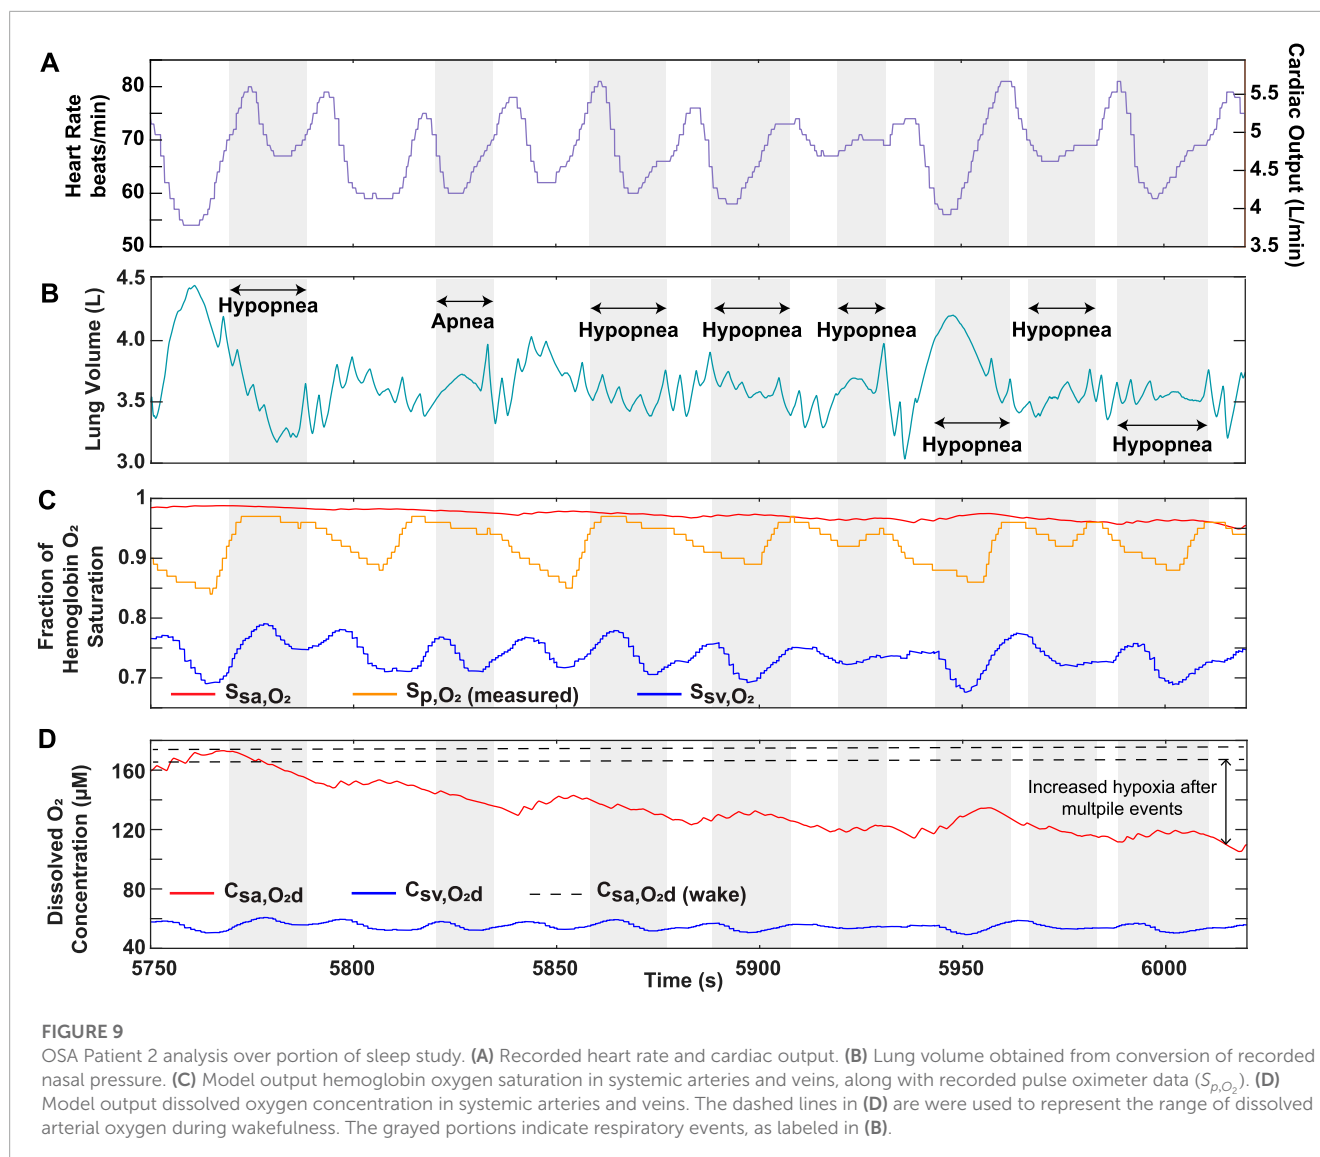 A
Heart Rate
beats/min)
80
70
60
50
5.5
5
4.5
4
3.5
Cardiac Output (L/min)
B
Lung Volume (L)
4.5
4.0
3.5
3.0
Hypopnea
Apnea
Hypopnea
Hypopnea
Hypopnea
Hypopnea
Hypopnea
Hypopnea
C
Fraction of
Hemoglobin O₂
Saturation
1
0.9
0.8
0.7
Ssa,O₂
Sp,O₂ (measured)
Ssv,O₂
D
Dissolved O₂
Concentration (µM)
160
120
80
40
Increased hypoxia after
multpile events
Csa,O₂d
Csv,O₂d
Csa,O₂d (wake)
5750
5800
5850
5900
5950
6000
Time (s)
FIGURE 9
OSA Patient 2 analysis over portion of sleep study. (A) Recorded heart rate and cardiac output. (B) Lung volume obtained from conversion of recorded
nasal pressure. (C) Model output hemoglobin oxygen saturation in systemic arteries and veins, along with recorded pulse oximeter data (Sp,O₂). (D)
Model output dissolved oxygen concentration in systemic arteries and veins. The dashed lines in (D) are were used to represent the range of dissolved
arterial oxygen during wakefulness. The grayed portions indicate respiratory events, as labeled in (B).